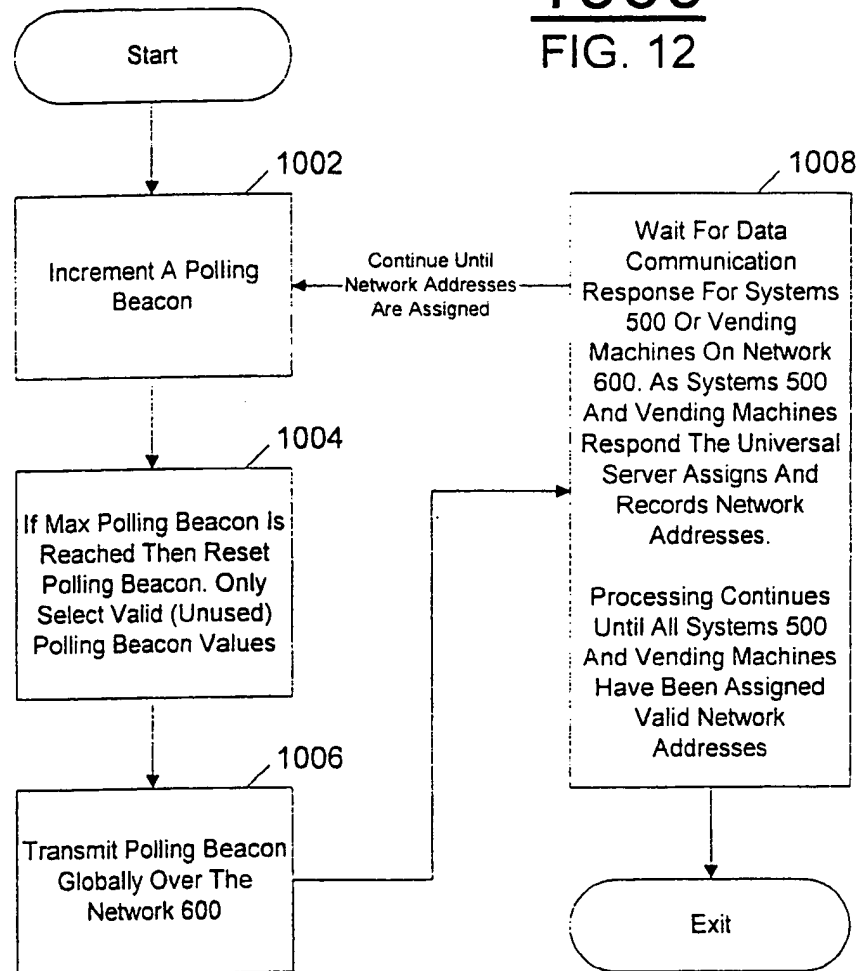 FIG. 12
Start
1002
Increment A Polling
Beacon
Continue Until
Network Addresses
Are Assigned
1004
If Max Polling Beacon Is
Reached Then Reset
Polling Beacon. Only
Select Valid (Unused)
Polling Beacon Values
1006
Transmit Polling Beacon
Globally Over The
Network 600
1008
Wait For Data
Communication
Response For Systems
500 Or Vending
Machines On Network
600. As Systems 500
And Vending Machines
Respond The Universal
Server Assigns And
Records Network
Addresses.
Processing Continues
Until All Systems 500
And Vending Machines
Have Been Assigned
Valid Network
Addresses
Exit